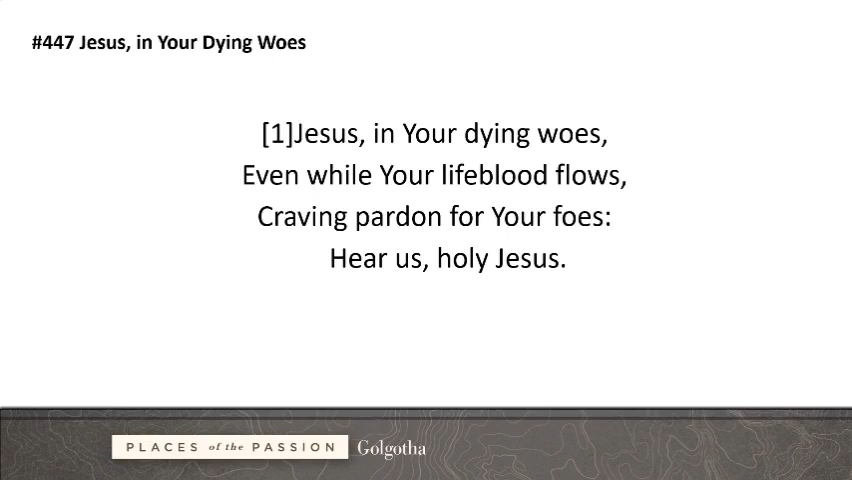 #447 Jesus, in Your Dying Woes
[1]Jesus, in Your dying woes,
Even while Your lifeblood flows,
Craving pardon for Your foes:
Hear us, holy Jesus.
PLACES of the PASSION Golgotha